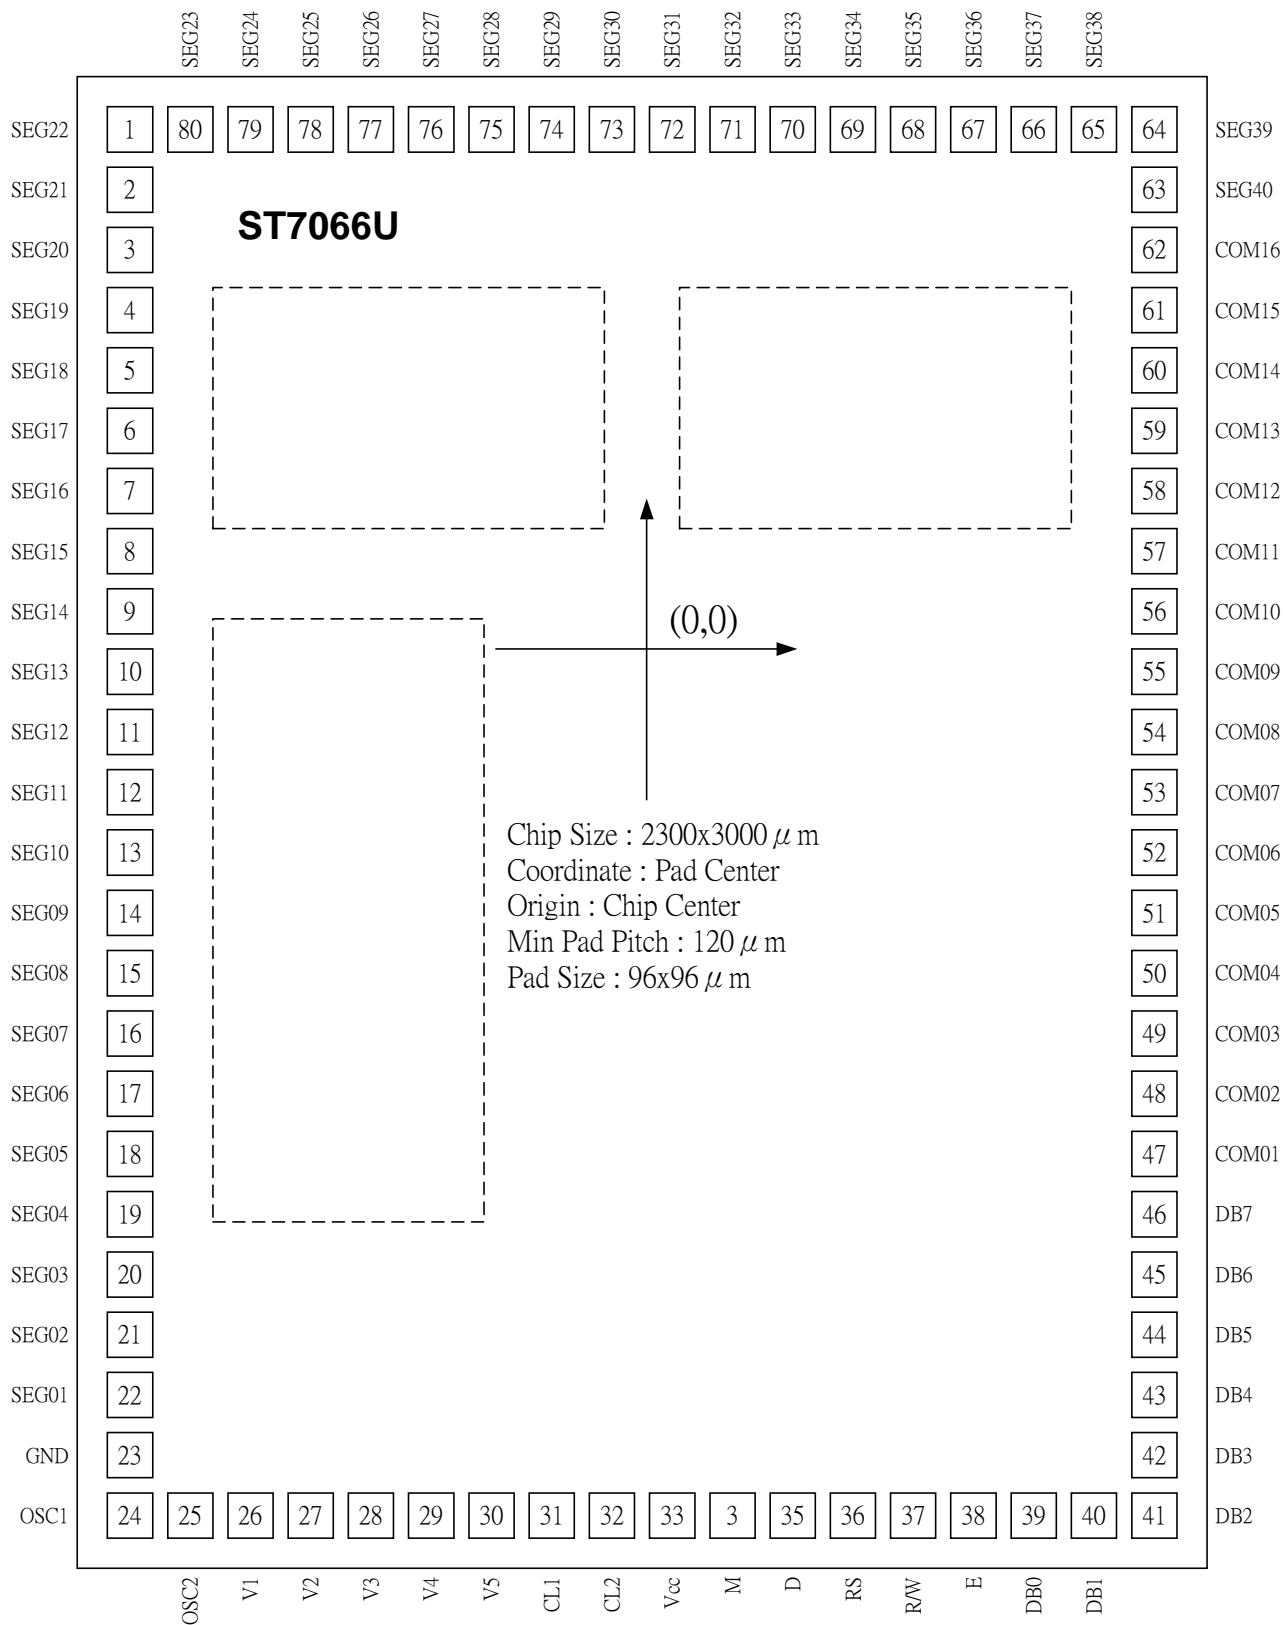 SEG23 SEG24 SEG25 SEG26 SEG27 SEG28 SEG29 SEG30 SEG31 SEG32 SEG33 SEG34 SEG35 SEG36 SEG37 SEG38
SEG22 1 80 79 78 77 76 75 74 73 72 71 70 69 68 67 66 65 64 SEG39
SEG21 2 63 SEG40
ST7066U
SEG20 3 62 COM16
SEG19 4 61 COM15
SEG18 5 60 COM14
SEG17 6 59 COM13
SEG16 7 58 COM12
SEG15 8 57 COM11
SEG14 9 56 COM10
(0,0)
SEG13 10 55 COM09
SEG12 11 54 COM08
SEG11 12 53 COM07
Chip Size : 2300x3000 μ m
SEG10 13 52 COM06
Coordinate : Pad Center
Origin : Chip Center
SEG09 14 51 COM05
Min Pad Pitch : 120 μ m
SEG08 15 50 COM04
Pad Size : 96x96 μ m
SEG07 16 49 COM03
SEG06 17 48 COM02
SEG05 18 47 COM01
SEG04 19 46 DB7
SEG03 20 45 DB6
SEG02 21 44 DB5
SEG01 22 43 DB4
GND 23 42 DB3
OSC1 24 25 26 27 28 29 30 31 32 33 3 35 36 37 38 39 40 41 DB2
OSC2 V1 V2 V3 V4 V5 CL1 CL2 Vcc M D RS R/W E DB0 DB1